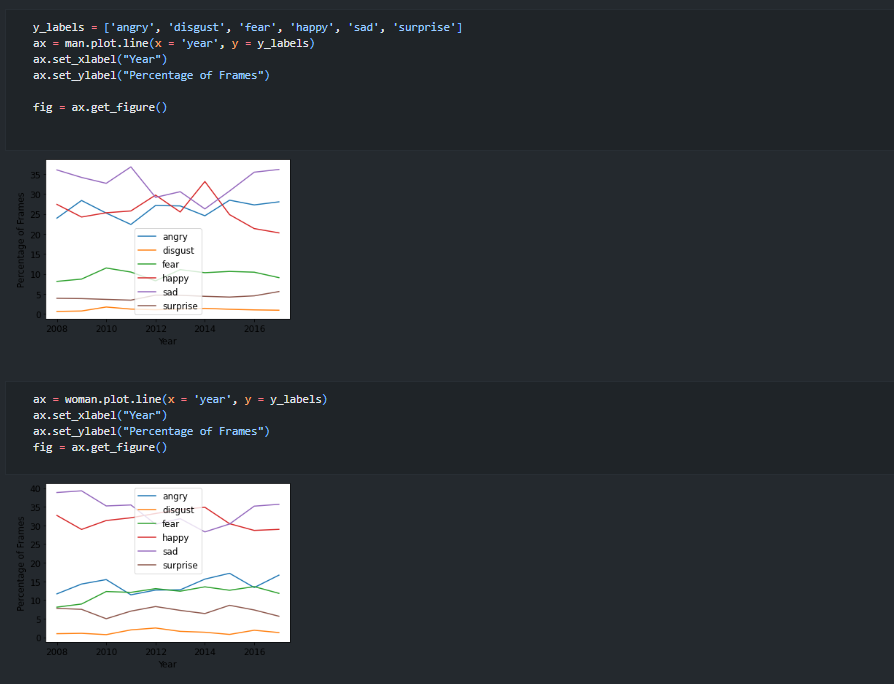 y_labels = ['angry', 'disgust', 'fear', 'happy', 'sad', 'surprise']
ax = man.plot.line(x = 'year', y = y_labels)
ax.set_xlabel("Year")
ax.set_ylabel("Percentage of Frames")
fig = ax.get_figure()
Percentage of Frames
35
30
25
20
15
10
5
0
angry
disgust
fear
happy
sad
surprise
2008 2010 2012 2014 2016
Year
ax = woman.plot.line(x = 'year', y = y_labels)
ax.set_xlabel("Year")
ax.set_ylabel("Percentage of Frames")
fig = ax.get_figure()
Percentage of Frames
40
35
30
25
20
15
10
5
0
angry
disgust
fear
happy
sad
surprise
2008 2010 2012 2014 2016
Year